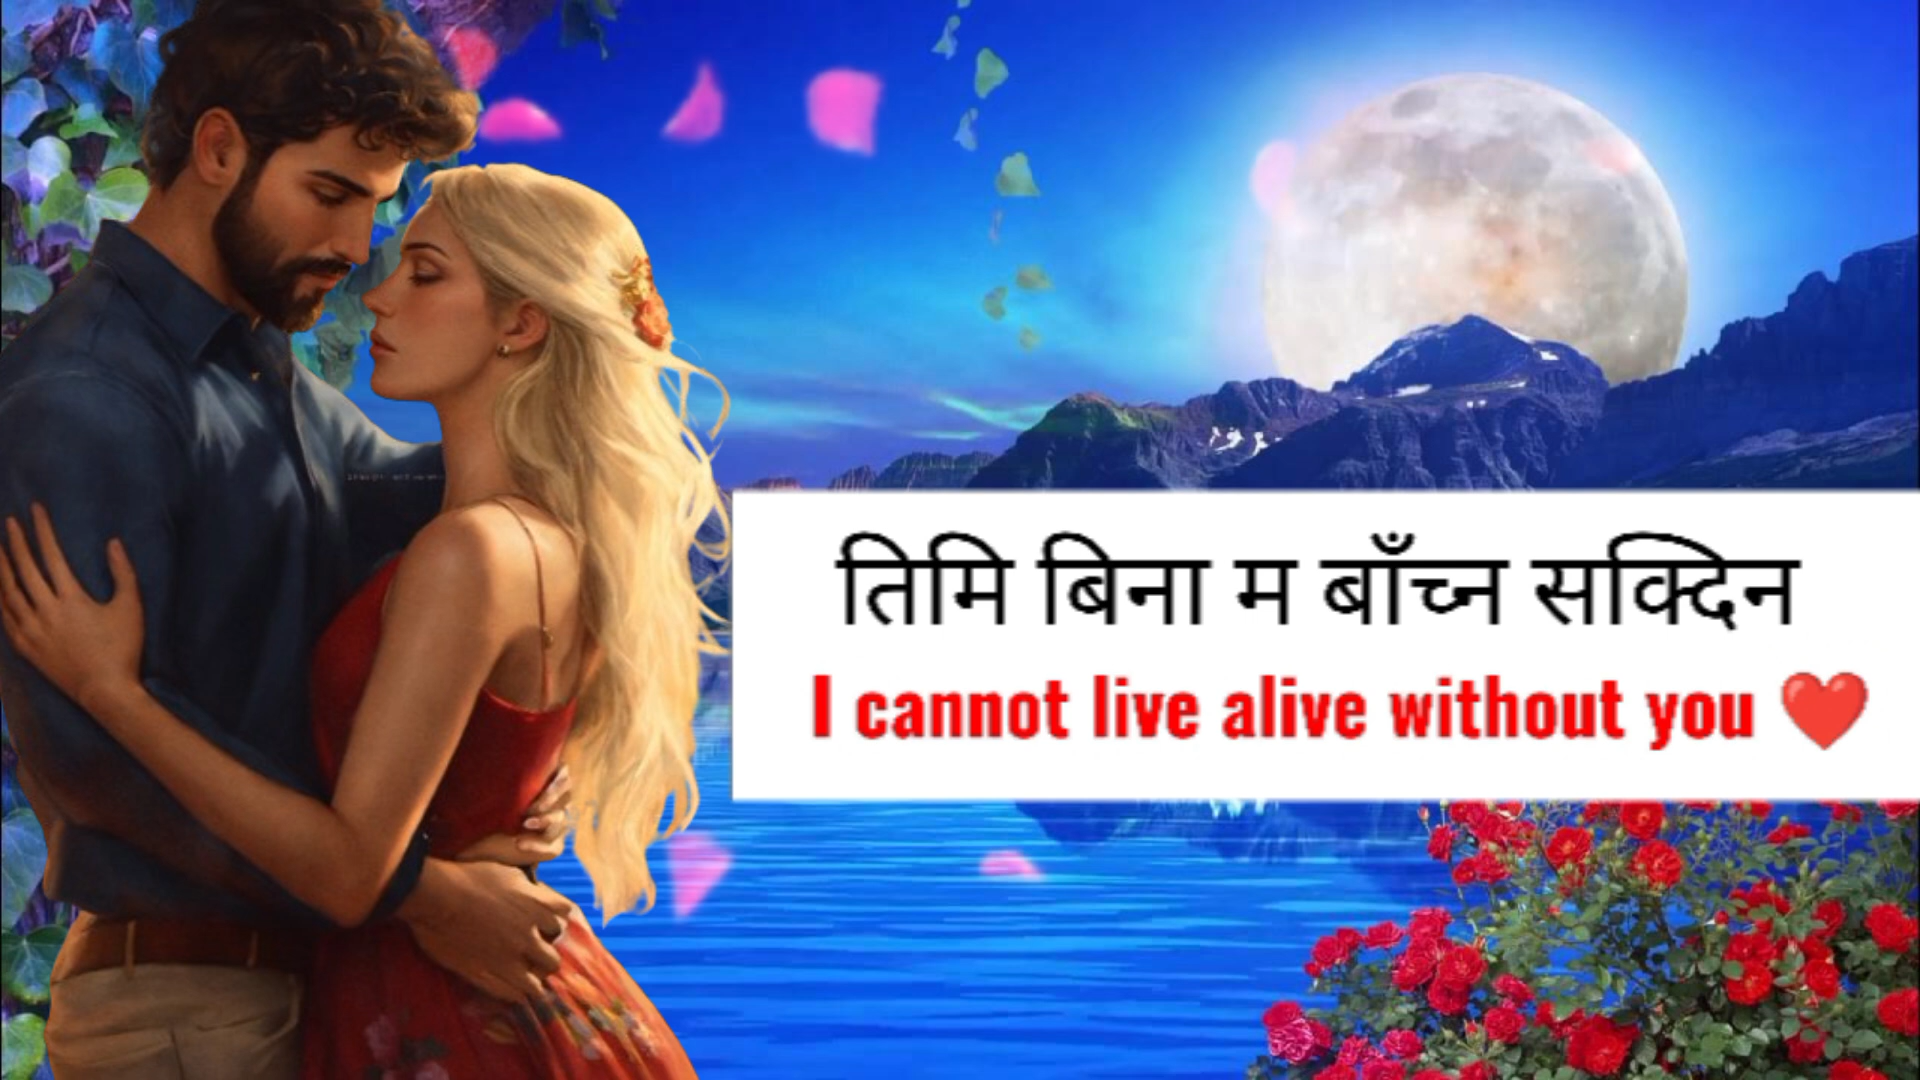 तिमि बिना म बाँच्न सक्दिन
I cannot live alive without you ❤️